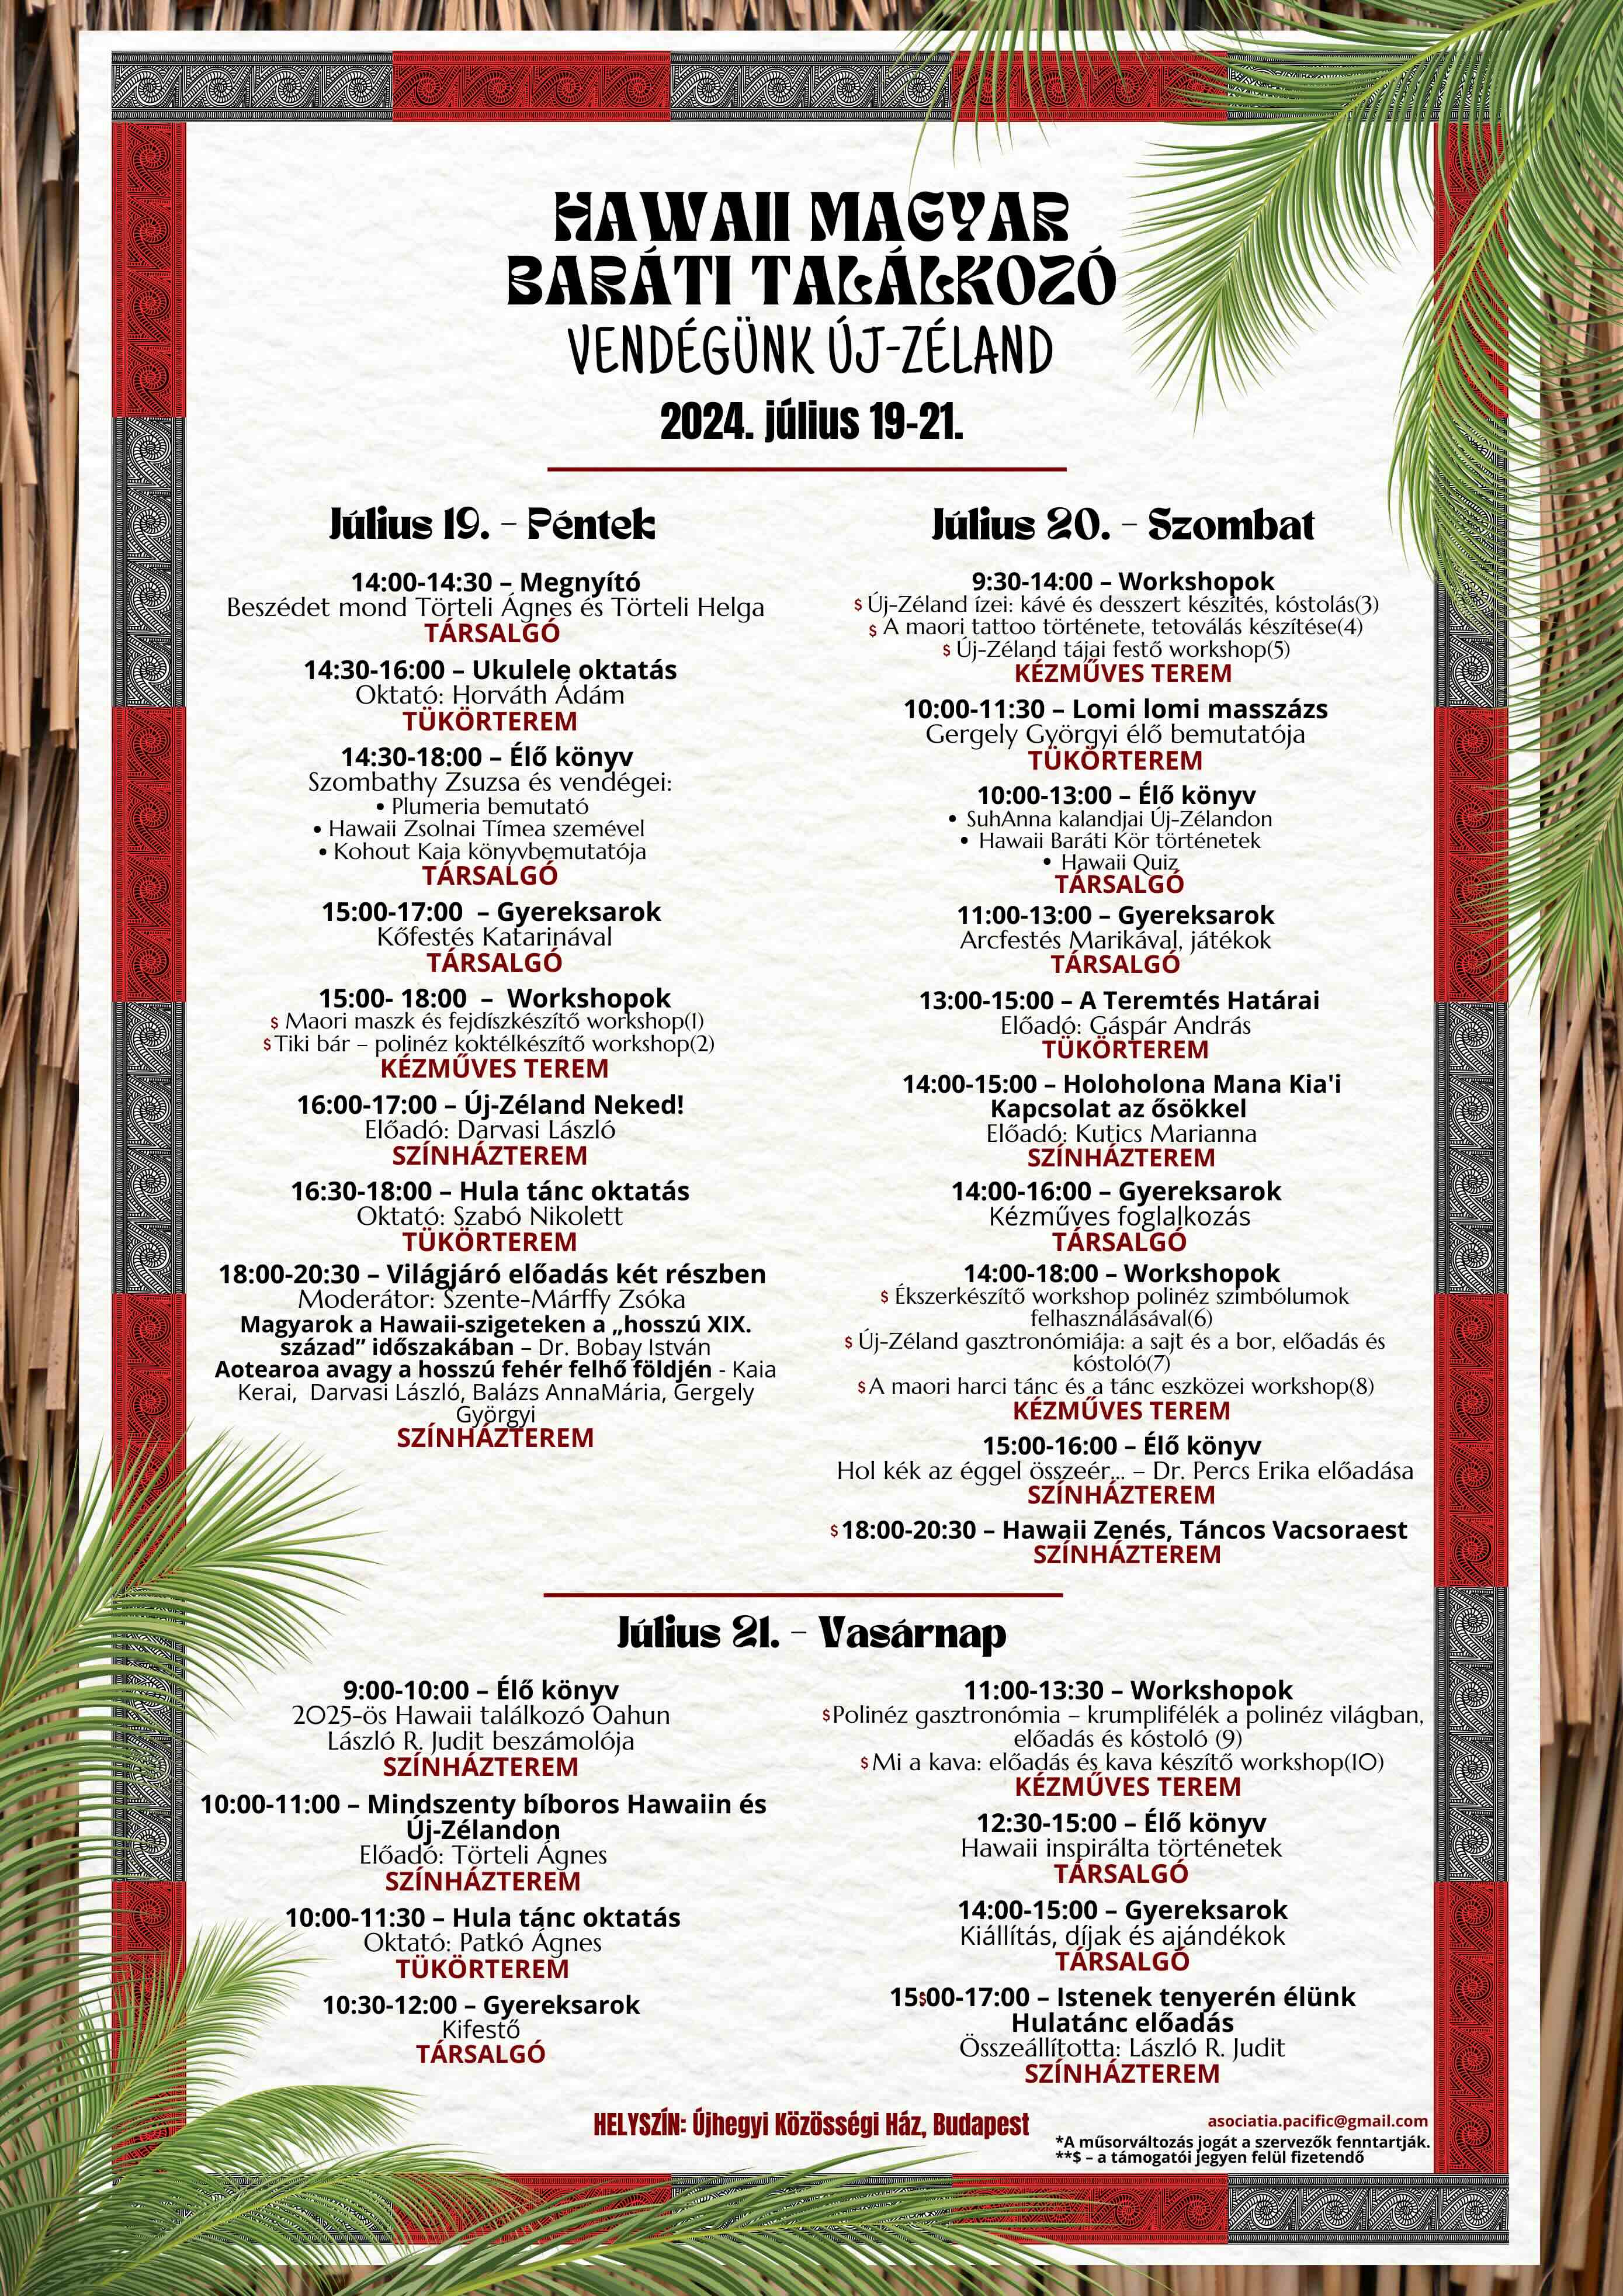 HAWAII MAGYAR
BARÁTI TALÁLKOZÓ
VENDÉGÜNK ÚJ-ZÉLAND
2024. július 19-21.
Július 19. – Péntek
14:00-14:30 – Megnyító
Beszédet mond Törteli Ágnes és Törteli Helga
TÁRSALGÓ
14:30-16:00 – Ukulele oktatás
Oktató: Horváth Ádám
TÜKÖRTEREM
14:30-18:00 – Élő könyv
Szombathy Zsuzsa és vendégei:
• Plumeria bemutató
• Hawaii Zsolnai Tímea szemével
• Kohout Kaia könyvbemutatója
TÁRSALGÓ
15:00-17:00 – Gyereksarok
Kőfestés Katarinával
TÁRSALGÓ
15:00- 18:00 – Workshopok
$ Maori maszk és fejdíszkészítő workshop(1)
$ Tiki bár – polinéz koktélkészítő workshop(2)
KÉZMŰVES TEREM
16:00-17:00 – Új-Zéland Neked!
Előadó: Darvasi László
SZÍNHÁZTEREM
16:30-18:00 – Hula tánc oktatás
Oktató: Szabó Nikolett
TÜKÖRTEREM
18:00-20:30 – Világjáró előadás két részben
Moderátor: Szente-Márffy Zsóka
Magyarok a Hawaii-szigeteken a „hosszú XIX.
század” időszakában – Dr. Bobay István
Aotearoa avagy a hosszú fehér felhő földjén - Kaia
Kerai, Darvasi László, Balázs AnnaMária, Gergely
Györgyi
SZÍNHÁZTEREM
Július 20. – Szombat
9:30-14:00 – Workshopok
$ Új-Zéland ízei: kávé és desszert készítés, kóstolás(3)
$ A maori tattoo története, tetoválás készítése(4)
$ Új-Zéland tájai festő workshop(5)
KÉZMŰVES TEREM
10:00-11:30 – Lomi lomi masszázs
Gergely Györgyi élő bemutatója
TÜKÖRTEREM
10:00-13:00 – Élő könyv
• SuhAnna kalandjai Új-Zélandon
• Hawaii Baráti Kör történetek
• Hawaii Quiz
TÁRSALGÓ
11:00-13:00 – Gyereksarok
Arcfestés Marikával, játékok
TÁRSALGÓ
13:00-15:00 – A Teremtés Határai
Előadó: Gáspár András
TÜKÖRTEREM
14:00-15:00 – Holoholona Mana Kia'i
Kapcsolat az ősökkel
Előadó: Kutics Marianna
SZÍNHÁZTEREM
14:00-16:00 – Gyereksarok
Kézműves foglalkozás
TÁRSALGÓ
14:00-18:00 – Workshopok
$ Ékszerkészítő workshop polinéz szimbólumok
felhasználásával(6)
$ Új-Zéland gasztronómiája: a sajt és a bor, előadás és
kóstoló(7)
$ A maori harci tánc és a tánc eszközei workshop(8)
KÉZMŰVES TEREM
15:00-16:00 – Élő könyv
Hol kék az éggel összeér... – Dr. Percs Erika előadása
SZÍNHÁZTEREM
$ 18:00-20:30 – Hawaii Zenés, Táncos Vacsoraest
SZÍNHÁZTEREM
Július 21. – Vasárnap
9:00-10:00 – Élő könyv
2025-ös Hawaii találkozó Oahun
László R. Judit beszámolója
SZÍNHÁZTEREM
10:00-11:00 – Mindszenty bíboros Hawaiin és
Új-Zélandon
Előadó: Törteli Ágnes
SZÍNHÁZTEREM
10:00-11:30 – Hula tánc oktatás
Oktató: Patkó Ágnes
TÜKÖRTEREM
10:30-12:00 – Gyereksarok
Kifestő
TÁRSALGÓ
11:00-13:30 – Workshopok
$ Polinéz gasztronómia – krumplifélék a polinéz világban,
előadás és kóstoló (9)
$ Mi a kava: előadás és kava készítő workshop(10)
KÉZMŰVES TEREM
12:30-15:00 – Élő könyv
Hawaii inspirálta történetek
TÁRSALGÓ
14:00-15:00 – Gyereksarok
Kiállítás, díjak és ajándékok
TÁRSALGÓ
15$00-17:00 – Istenek tenyerén élünk
Hulatánc előadás
Összeállította: László R. Judit
SZÍNHÁZTEREM
HELYSZÍN: Újhegyi Közösségi Ház, Budapest
asociatia.pacific@gmail.com
*A műsorváltozás jogát a szervezők fenntartják.
**$ – a támogatói jegyen felül fizetendő